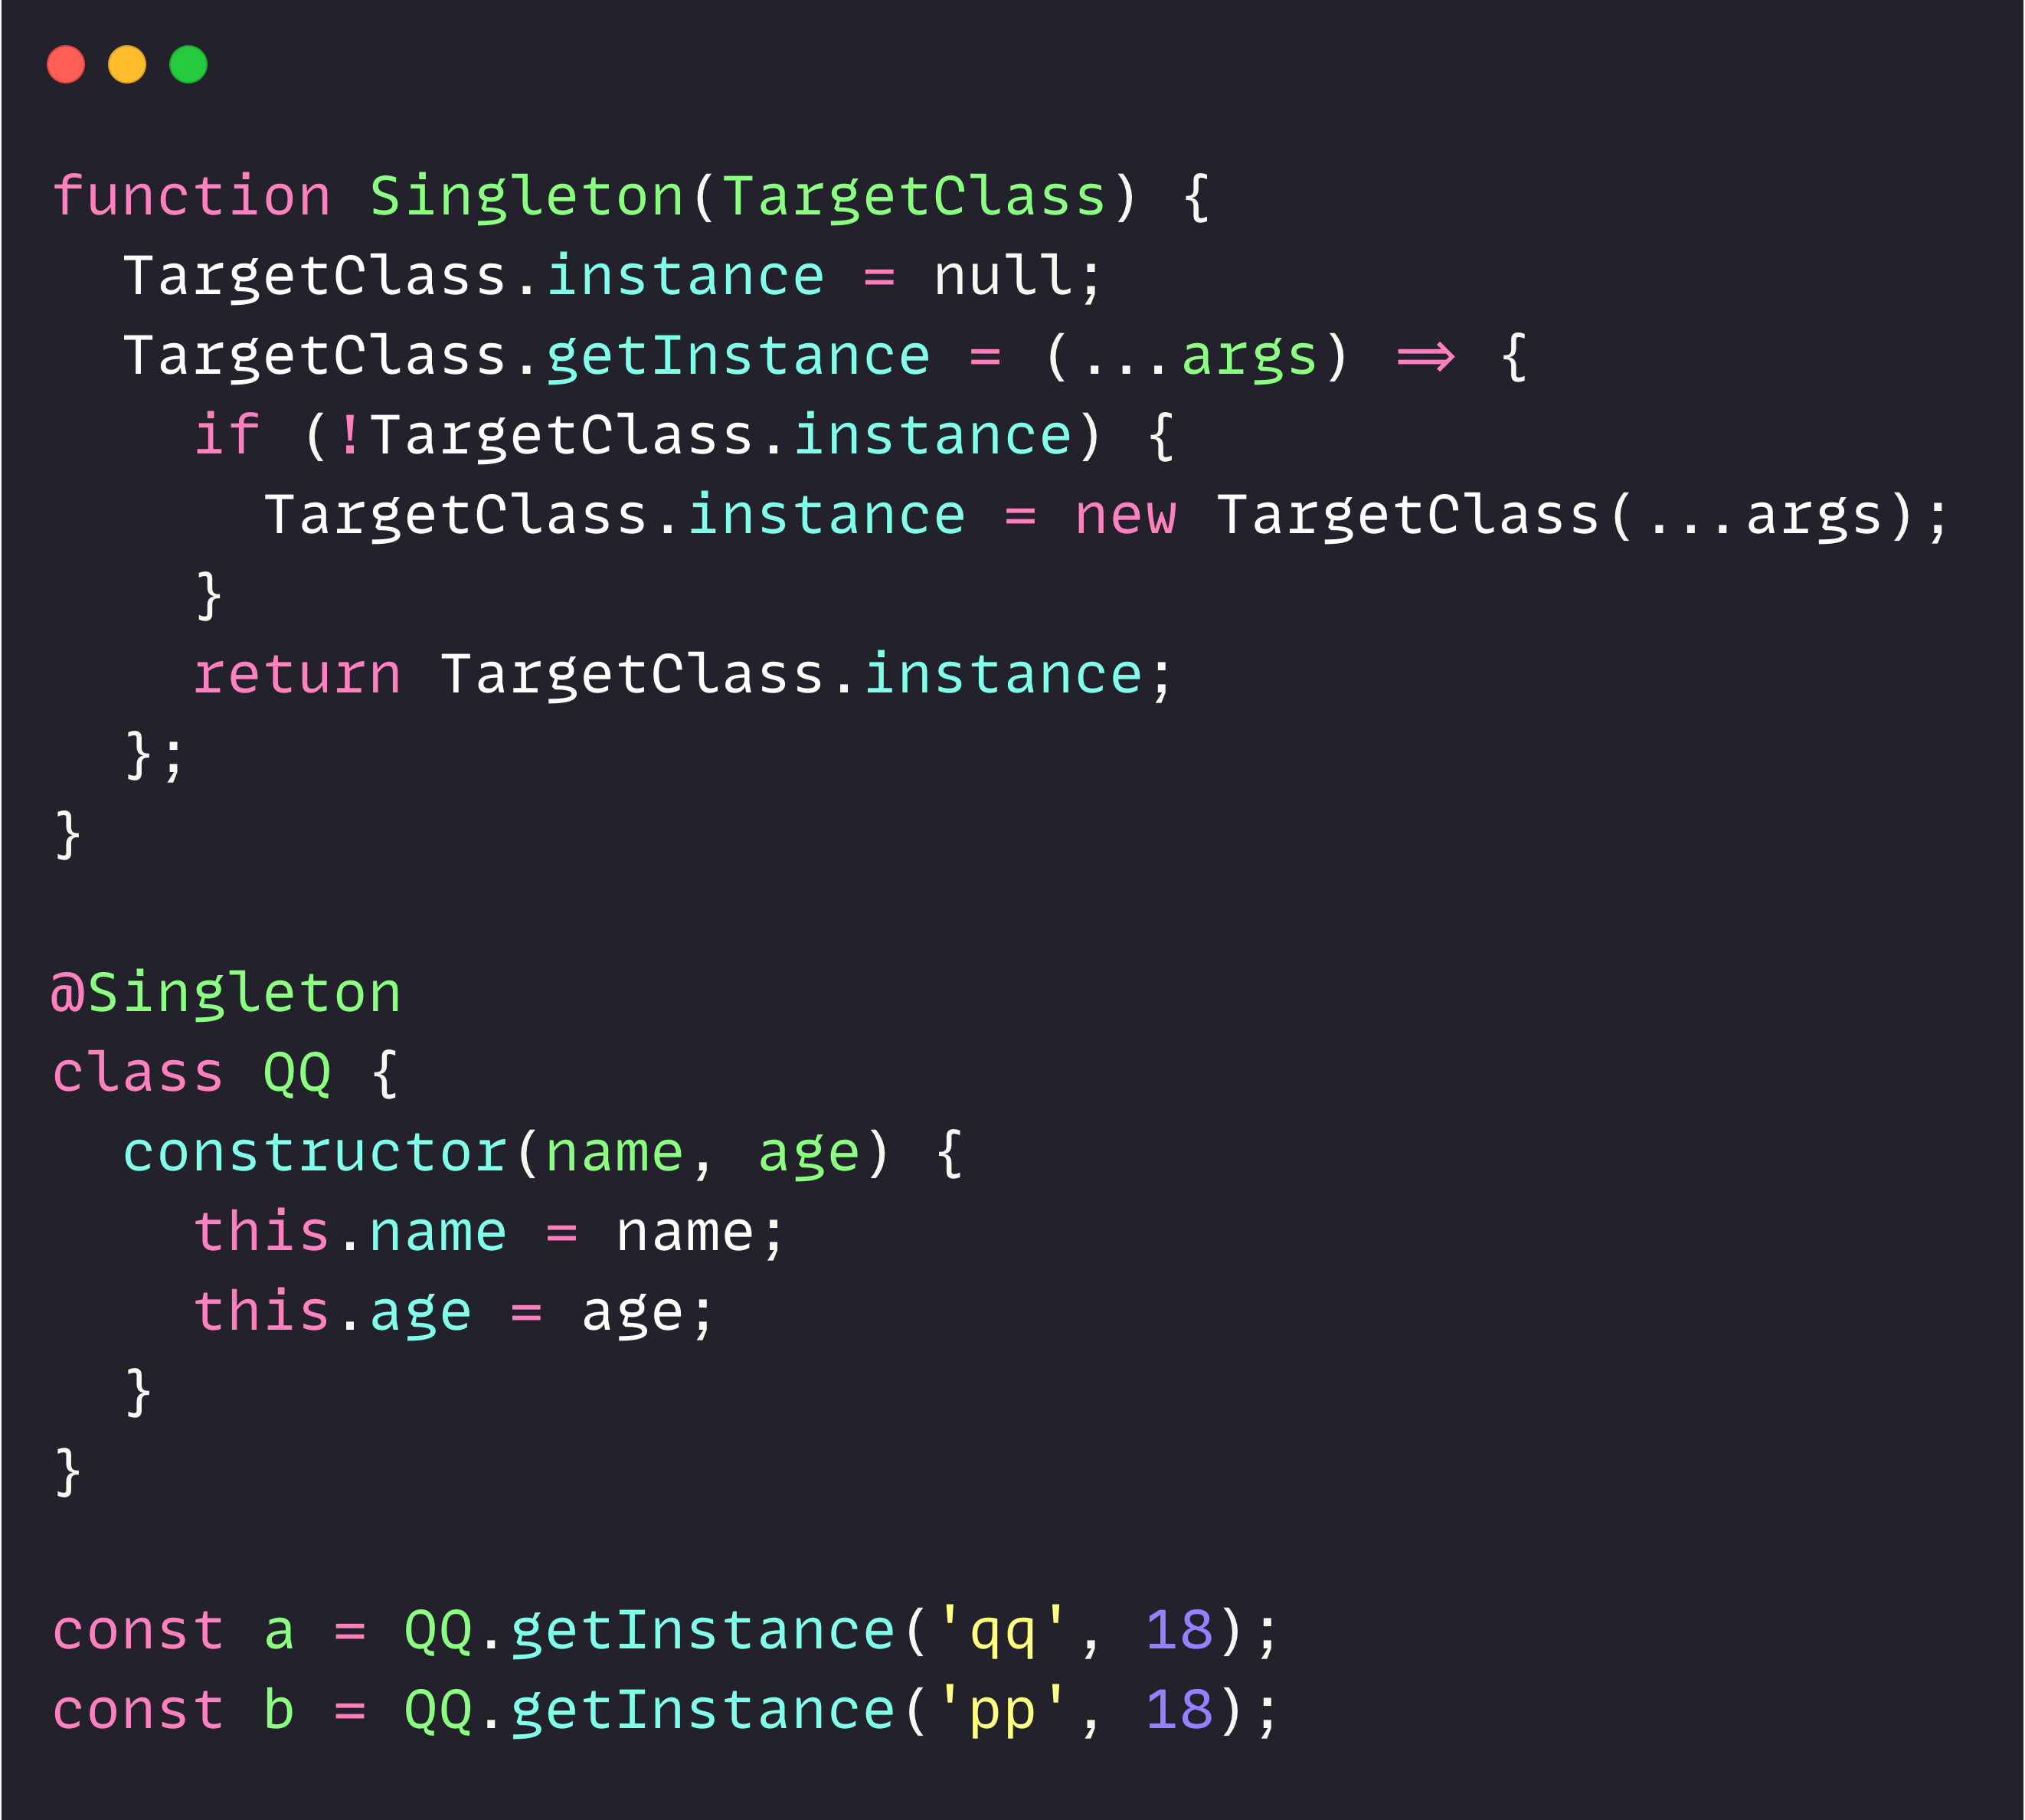 function Singleton(TargetClass) {
  TargetClass.instance = null;
  TargetClass.getInstance = (...args) => {
    if (!TargetClass.instance) {
      TargetClass.instance = new TargetClass(...args);
    }
    return TargetClass.instance;
  };
}

@Singleton
class QQ {
  constructor(name, age) {
    this.name = name;
    this.age = age;
  }
}

const a = QQ.getInstance('qq', 18);
const b = QQ.getInstance('pp', 18);